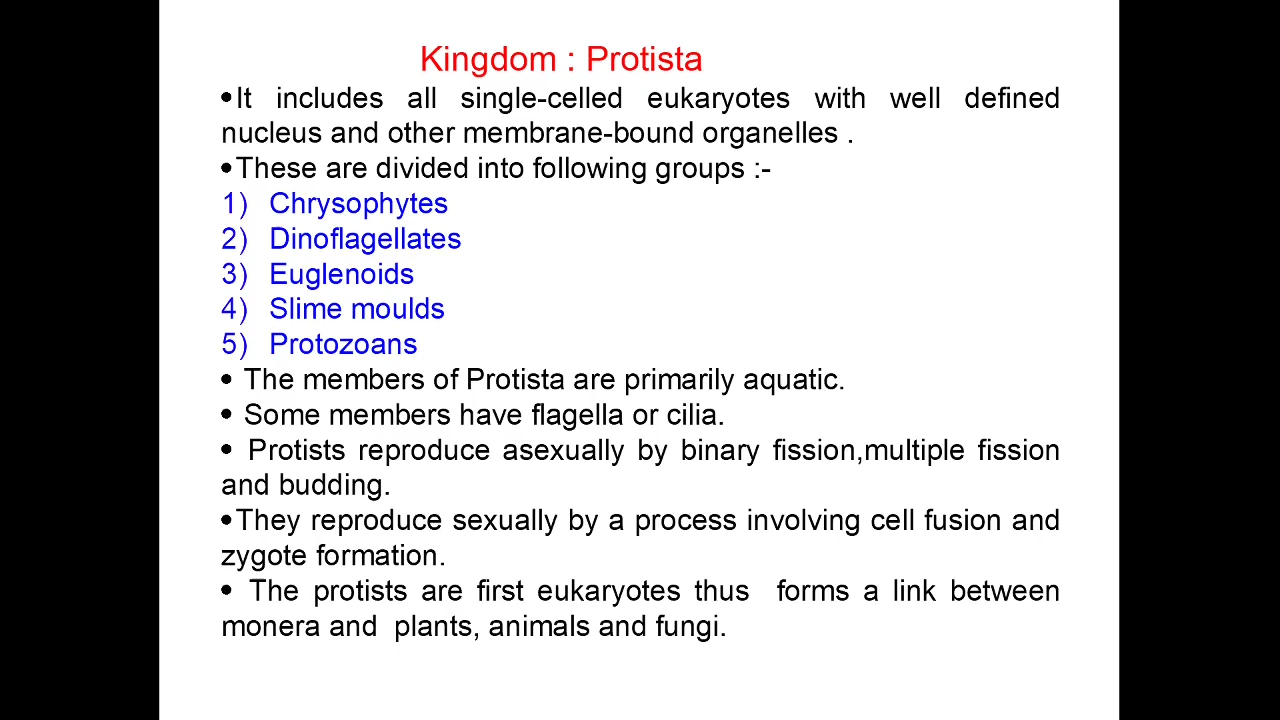 Kingdom : Protista
•It includes all single-celled eukaryotes with well defined
nucleus and other membrane-bound organelles .
•These are divided into following groups :-
1) Chrysophytes
2) Dinoflagellates
3) Euglenoids
4) Slime moulds
5) Protozoans
• The members of Protista are primarily aquatic.
• Some members have flagella or cilia.
• Protists reproduce asexually by binary fission,multiple fission
and budding.
•They reproduce sexually by a process involving cell fusion and
zygote formation.
• The protists are first eukaryotes thus  forms a link between
monera and  plants, animals and fungi.